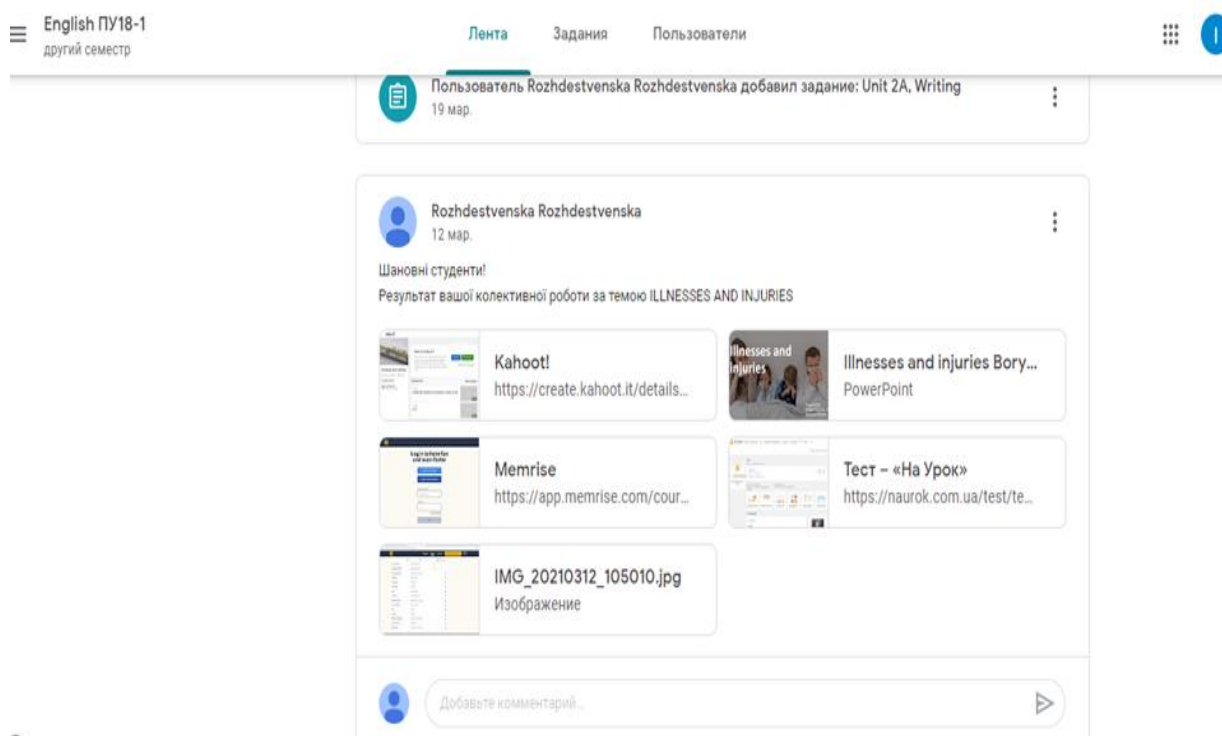 English ПУ18-1
другий семестр
Лента
Задания
Пользователи
I
Пользователь Rozhdestvenska Rozhdestvenska добавил задание: Unit 2A, Writing
19 мар.
Rozhdestvenska Rozhdestvenska
12 мар.
Шановні студенти!
Результат вашої колективної роботи за темою ILLNESSES AND INJURIES
Kahoot!
https://create.kahoot.it/details...
Illnesses and
injuries
Illnesses and injuries Bory...
PowerPoint
Memrise
https://app.memrise.com/cour...
Тест – «На Урок»
https://naurok.com.ua/test/te...
IMG_20210312_105010.jpg
Изображение
Добавьте комментарий...